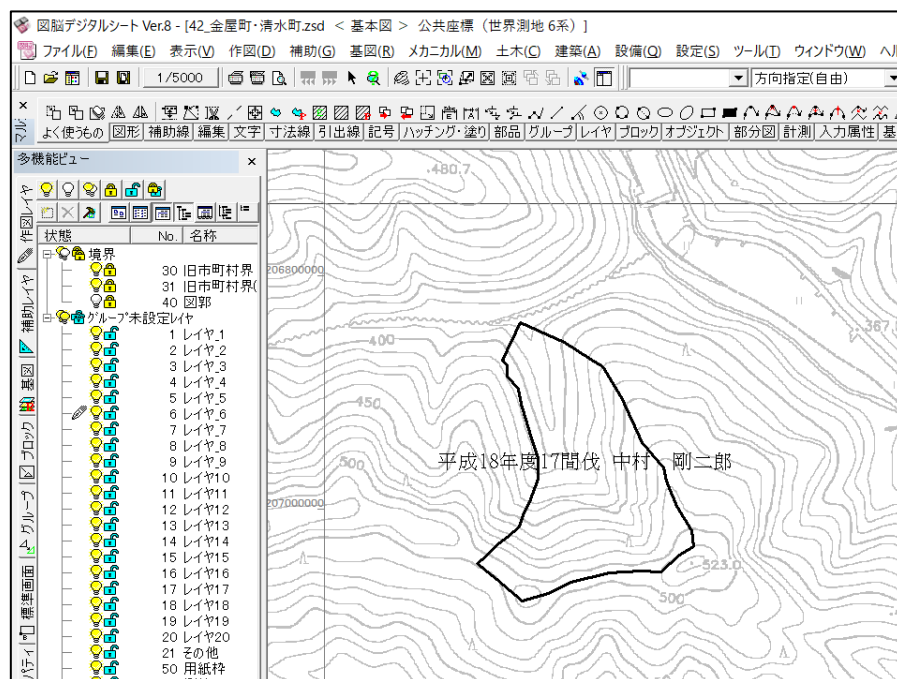 図脳デジタルシート Ver.8 - [42_金屋町・清水町.zsd < 基本図 > 公共座標（世界測地 6系）]
ファイル(F) 編集(E) 表示(V) 作図(D) 補助(G) 基図(R) メカニカル(M) 土木(C) 建築(A) 設備(Q) 設定(S) ツール(T) ウィンドウ(W) ヘル
1/5000
方向指定(自由)
よく使うもの 図形 補助線 編集 文字 寸法線 引出線 記号 ハッチング・塗り 部品 グループ レイヤ ブロック オブジェクト 部分図 計測 入力属性 基
多機能ビュー
作図レイヤ
補助レイヤ
基図
ブロック
グループ
標準画面
パティ
状態 No. 名称
境界
30 旧市町村界
31 旧市町村界(
40 図郭
グループ未設定レイヤ
1 レイヤ_1
2 レイヤ_2
3 レイヤ_3
4 レイヤ_4
5 レイヤ_5
6 レイヤ_6
7 レイヤ_7
8 レイヤ_8
9 レイヤ_9
10 レイヤ10
11 レイヤ11
12 レイヤ12
13 レイヤ13
14 レイヤ14
15 レイヤ15
16 レイヤ16
17 レイヤ17
18 レイヤ18
19 レイヤ19
20 レイヤ20
21 その他
50 用紙枠
480.7
206800000
367
400
450
500
平成18年度17間伐 中村 剛二郎
207000000
523.0
500